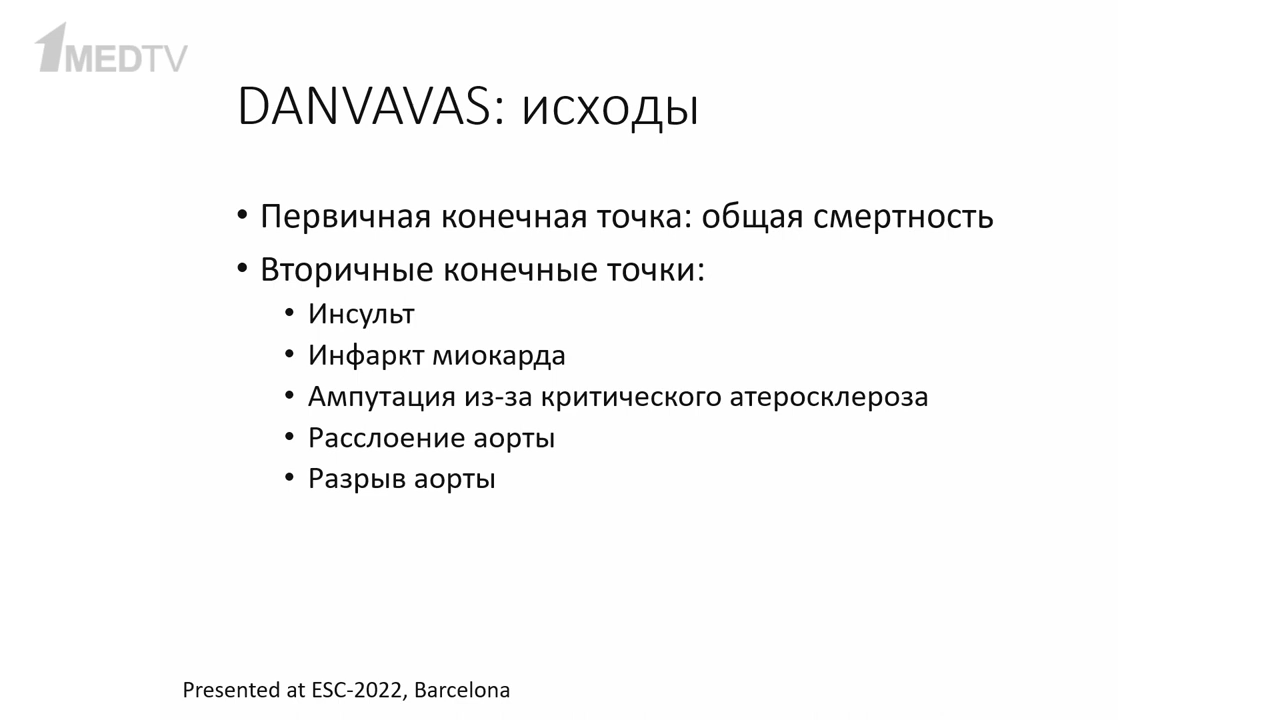 1MEDTV
DANVAVAS: исходы
• Первичная конечная точка: общая смертность
• Вторичные конечные точки:
• Инсульт
• Инфаркт миокарда
• Ампутация из-за критического атеросклероза
• Расслоение аорты
• Разрыв аорты
Presented at ESC-2022, Barcelona